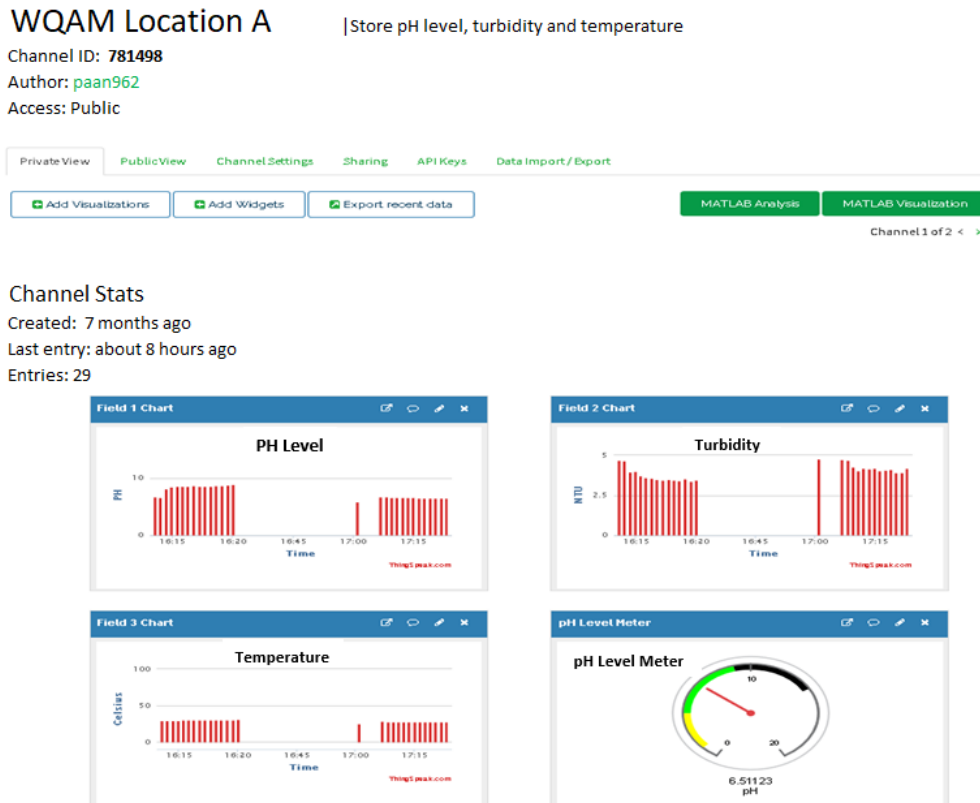 WQAM Location A |Store pH level, turbidity and temperature
Channel ID: 781498
Author: paan962
Access: Public
Private View Public View Channel Settings Sharing API Keys Data Import / Export
Add Visualizations Add Widgets Export recent data MATLAB Analysis MATLAB Visualization
Channel 1 of 2 < >
Channel Stats
Created: 7 months ago
Last entry: about 8 hours ago
Entries: 29
Field 1 Chart
PH Level
10
PH
0
16:15 16:20 16:45 17:00 17:15
Time
ThingSpeak.com
Field 2 Chart
Turbidity
5
NTU
2.5
0
16:15 16:20 16:45 17:00 17:15
Time
ThingSpeak.com
Field 3 Chart
Temperature
100
Celsius
50
0
16:15 16:20 16:45 17:00 17:15
Time
ThingSpeak.com
pH Level Meter
pH Level Meter
10
0 20
6.51123
pH